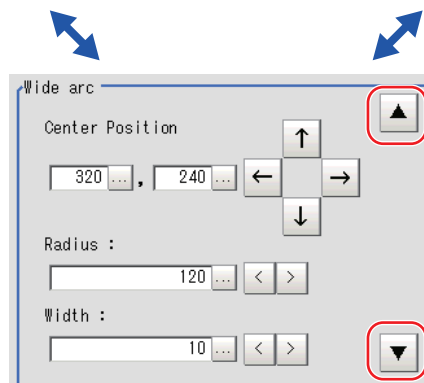 Wide arc
▲
Center Position
↑
320 ... , 240 ... ← →
↓
Radius :
120 ... < >
Width :
10 ... < >
▼